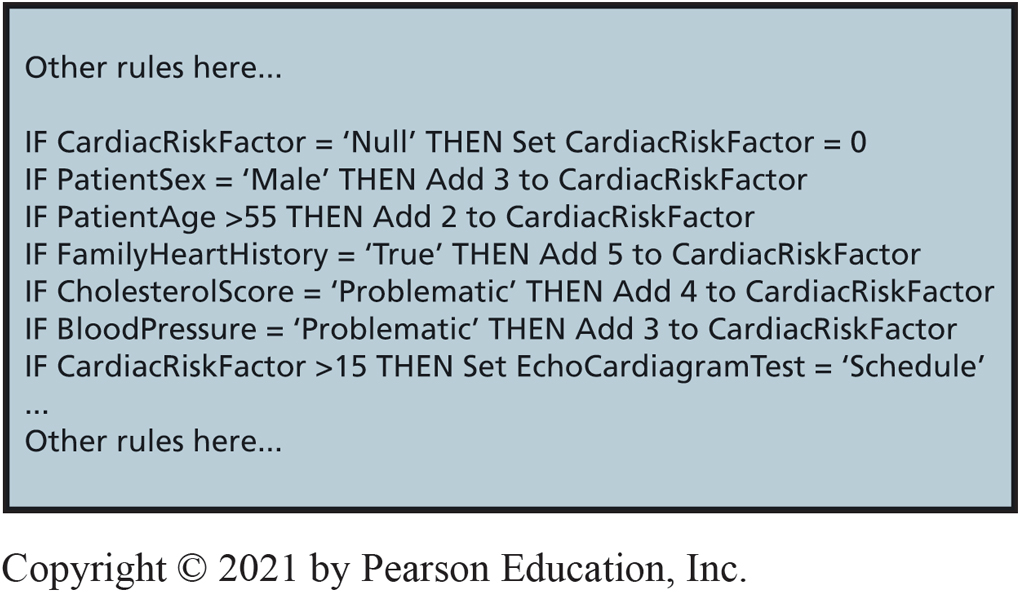 Other rules here...
IF CardiacRiskFactor = ‘Null’ THEN Set CardiacRiskFactor = 0
IF PatientSex = ‘Male’ THEN Add 3 to CardiacRiskFactor
IF PatientAge >55 THEN Add 2 to CardiacRiskFactor
IF FamilyHeartHistory = ‘True’ THEN Add 5 to CardiacRiskFactor
IF CholesterolScore = ‘Problematic’ THEN Add 4 to CardiacRiskFactor
IF BloodPressure = ‘Problematic’ THEN Add 3 to CardiacRiskFactor
IF CardiacRiskFactor >15 THEN Set EchoCardiagramTest = ‘Schedule’
...
Other rules here...
Copyright © 2021 by Pearson Education, Inc.